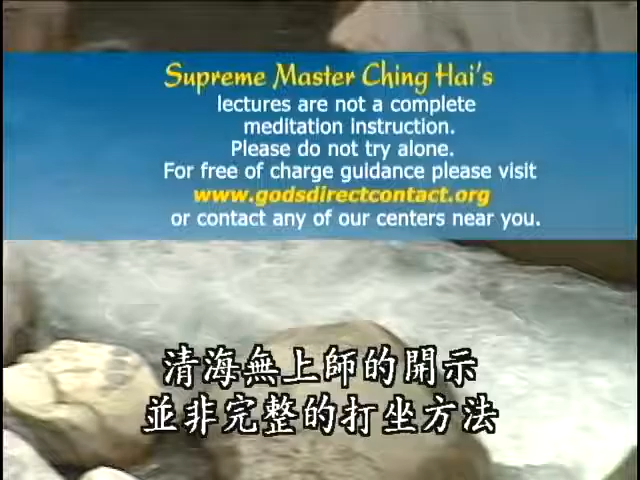 Supreme Master Ching Hai's
lectures are not a complete
meditation instruction.
Please do not try alone.
For free of charge guidance please visit
www.godsdirectcontact.org
or contact any of our centers near you.
清海無上師的開示
並非完整的打坐方法